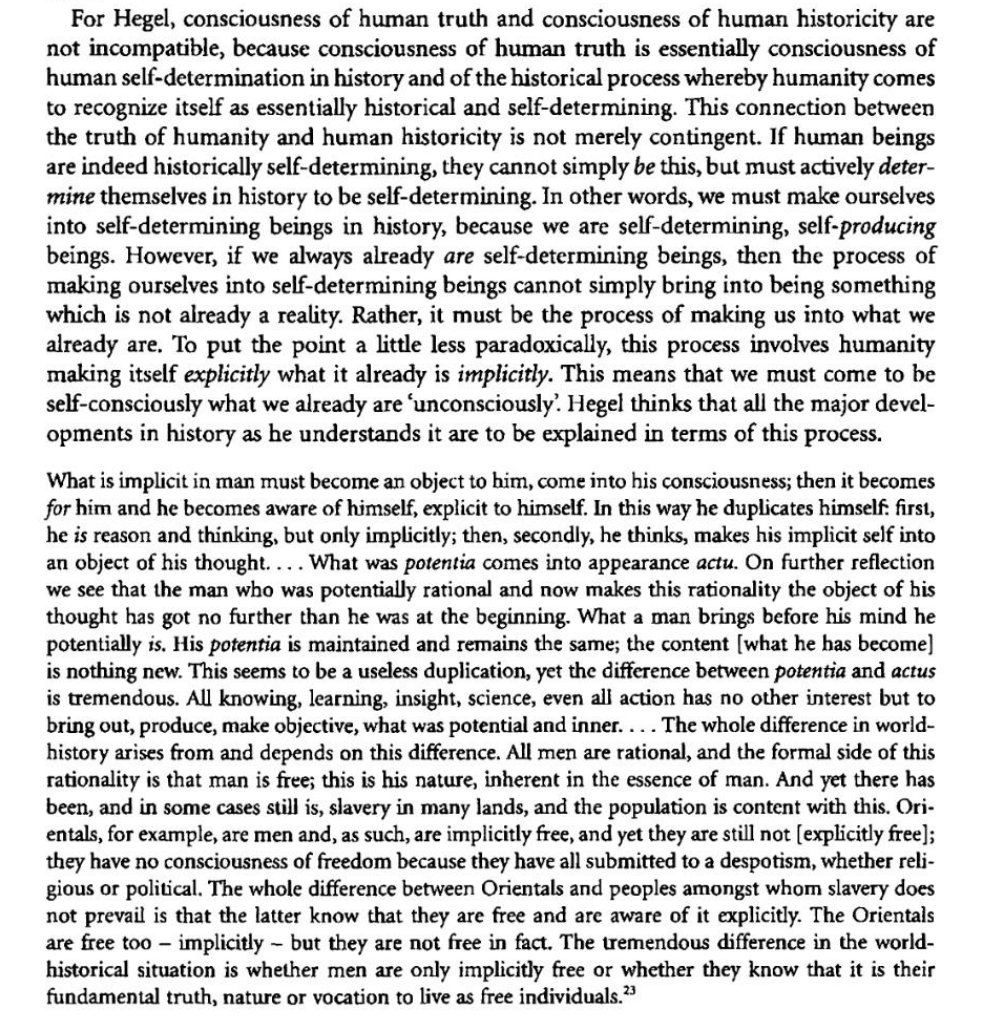 For Hegel, consciousness of human truth and consciousness of human historicity are
not incompatible, because consciousness of human truth is essentially consciousness of
human self-determination in history and of the historical process whereby humanity comes
to recognize itself as essentially historical and self-determining. This connection between
the truth of humanity and human historicity is not merely contingent. If human beings
are indeed historically self-determining, they cannot simply be this, but must actively deter-
mine themselves in history to be self-determining. In other words, we must make ourselves
into self-determining beings in history, because we are self-determining, self-producing
beings. However, if we always already are self-determining beings, then the process of
making ourselves into self-determining beings cannot simply bring into being something
which is not already a reality. Rather, it must be the process of making us into what we
already are. To put the point a little less paradoxically, this process involves humanity
making itself explicitly what it already is implicitly. This means that we must come to be
self-consciously what we already are ‘unconsciously’. Hegel thinks that all the major devel-
opments in history as he understands it are to be explained in terms of this process.
What is implicit in man must become an object to him, come into his consciousness; then it becomes
for him and he becomes aware of himself, explicit to himself. In this way he duplicates himself: first,
he is reason and thinking, but only implicitly; then, secondly, he thinks, makes his implicit self into
an object of his thought. . . . What was potentia comes into appearance actu. On further reflection
we see that the man who was potentially rational and now makes this rationality the object of his
thought has got no further than he was at the beginning. What a man brings before his mind he
potentially is. His potentia is maintained and remains the same; the content [what he has become]
is nothing new. This seems to be a useless duplication, yet the difference between potentia and actus
is tremendous. All knowing, learning, insight, science, even all action has no other interest but to
bring out, produce, make objective, what was potential and inner. . . . The whole difference in world-
history arises from and depends on this difference. All men are rational, and the formal side of this
rationality is that man is free; this is his nature, inherent in the essence of man. And yet there has
been, and in some cases still is, slavery in many lands, and the population is content with this. Ori-
entals, for example, are men and, as such, are implicitly free, and yet they are still not [explicitly free];
they have no consciousness of freedom because they have all submitted to a despotism, whether reli-
gious or political. The whole difference between Orientals and peoples amongst whom slavery does
not prevail is that the latter know that they are free and are aware of it explicitly. The Orientals
are free too – implicitly – but they are not free in fact. The tremendous difference in the world-
historical situation is whether men are only implicitly free or whether they know that it is their
fundamental truth, nature or vocation to live as free individuals.23